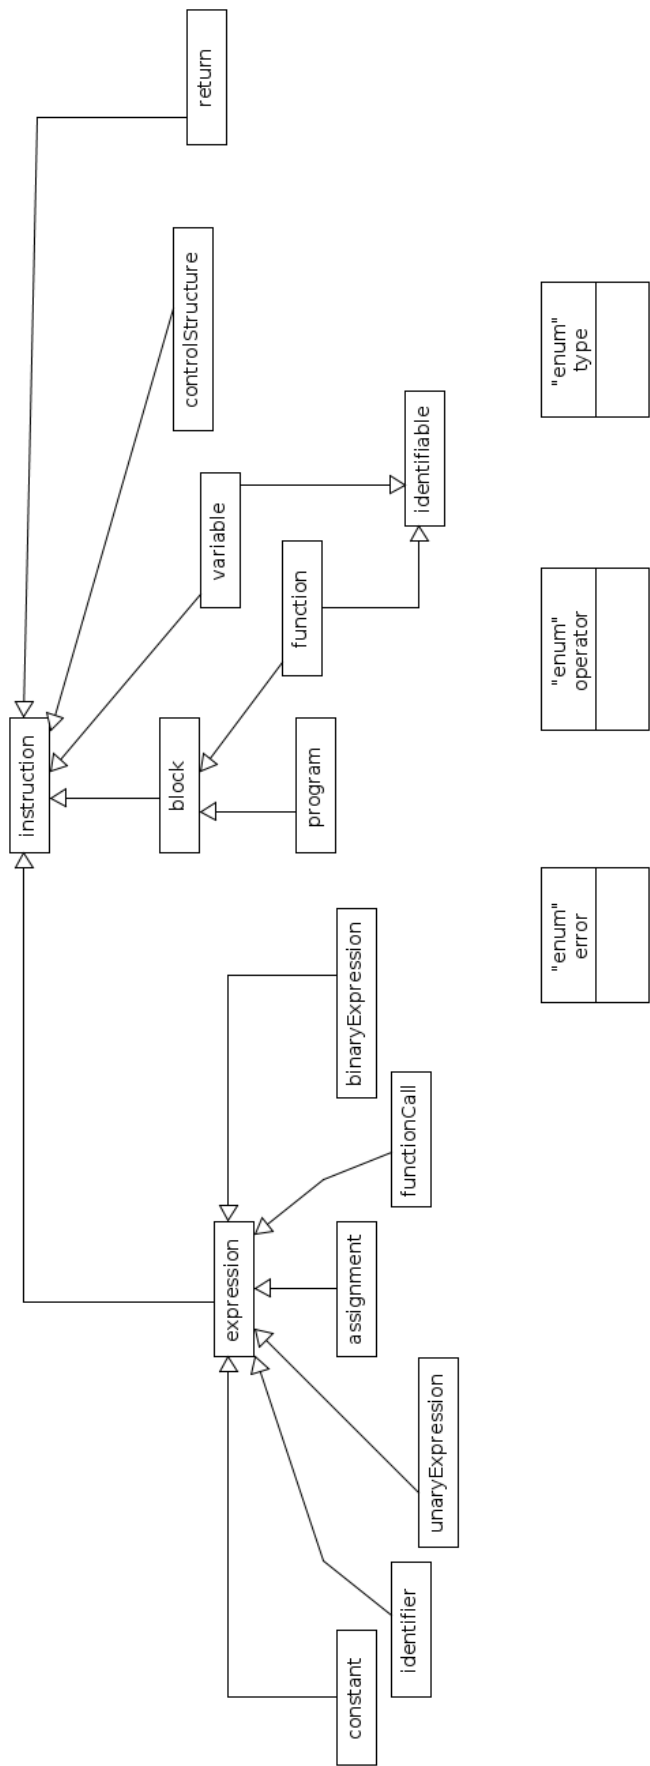 instruction
return
controlStructure
expression
block
variable
constant
assignment
binaryExpression
program
function
identifier
functionCall
identifiable
unaryExpression
"enum"
error
"enum"
operator
"enum"
type